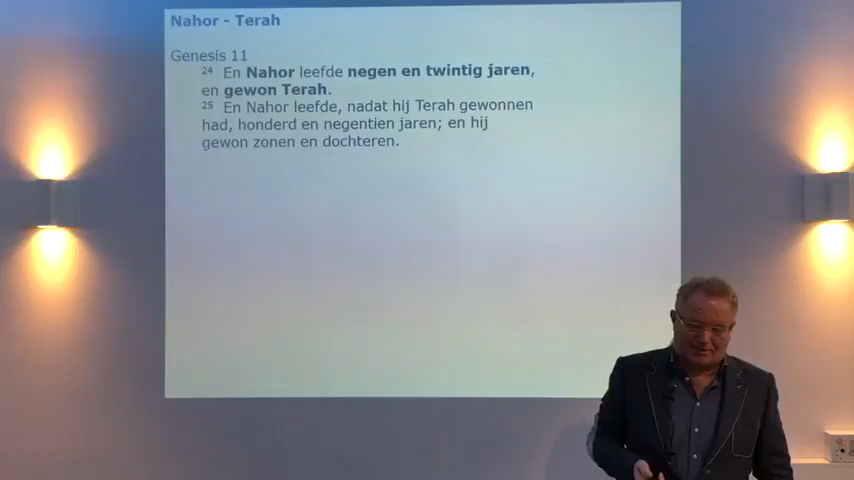 Nahor - Terah
Genesis 11
24 En Nahor leefde negen en twintig jaren,
en gewon Terah.
25 En Nahor leefde, nadat hij Terah gewonnen
had, honderd en negentien jaren; en hij
gewon zonen en dochteren.